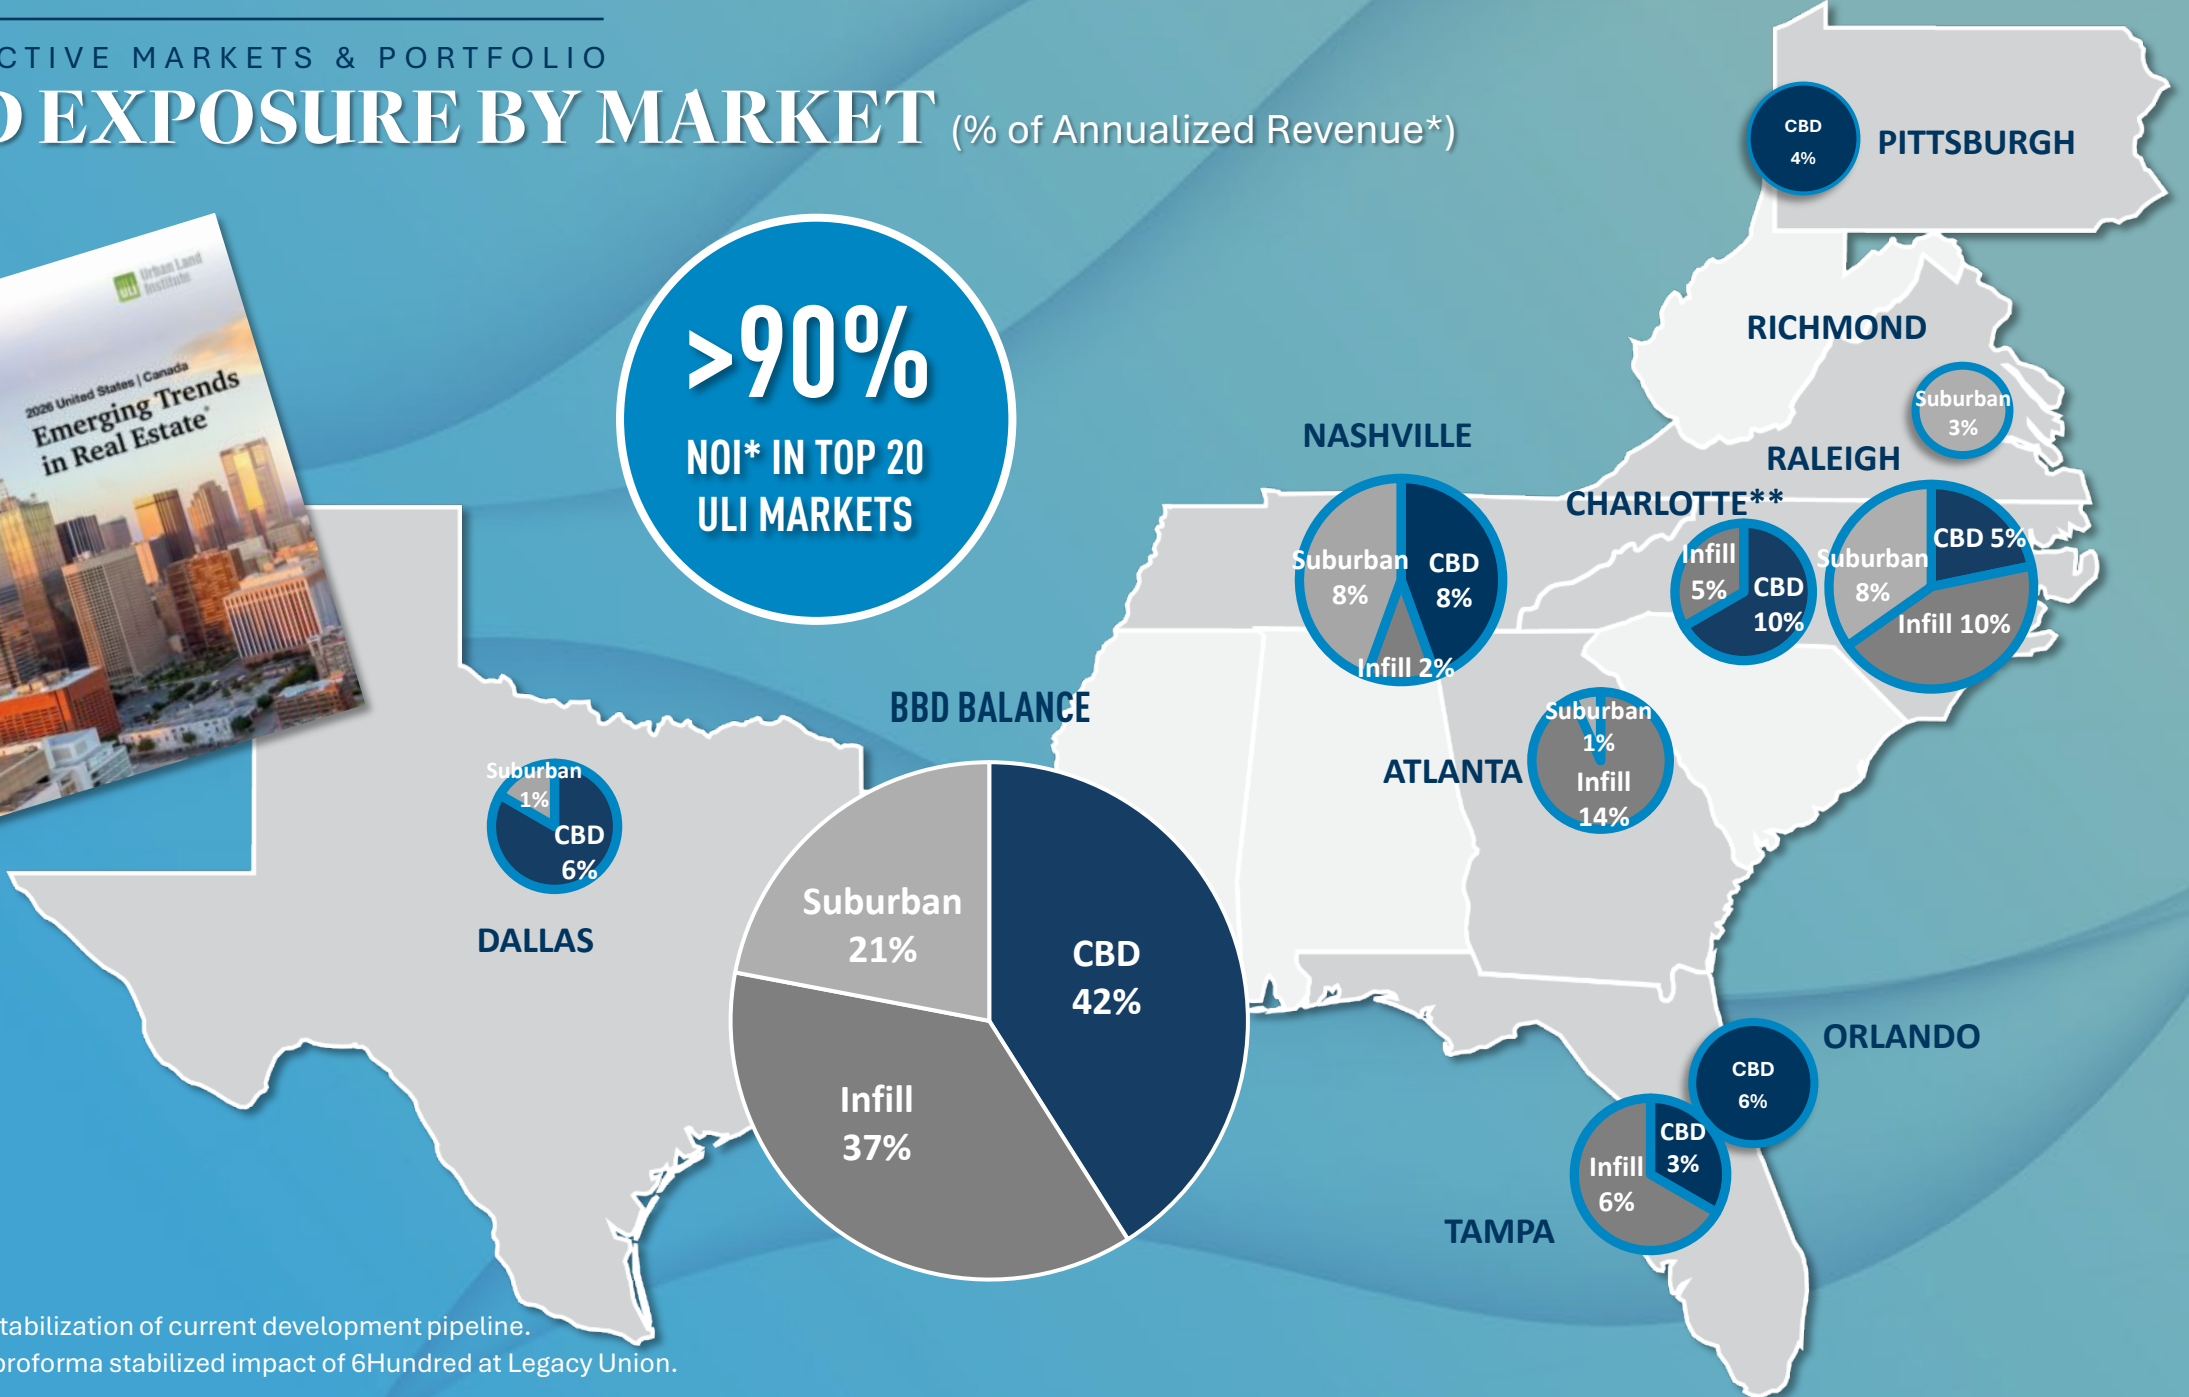 CTIVE MARKETS & PORTFOLIO
D EXPOSURE BY MARKET (% of Annualized Revenue*)
ULI Urban Land
Institute
2026 United States | Canada
Emerging Trends
in Real Estate®
>90%
NOI* IN TOP 20
ULI MARKETS
CBD
4%
PITTSBURGH
RICHMOND
Suburban
3%
NASHVILLE
Suburban
8%
CBD
8%
Infill 2%
CHARLOTTE**
Infill
5%
CBD
10%
RALEIGH
Suburban
8%
CBD 5%
Infill 10%
ATLANTA
Suburban
1%
Infill
14%
DALLAS
Suburban
1%
CBD
6%
BBD BALANCE
Suburban
21%
CBD
42%
Infill
37%
ORLANDO
CBD
6%
TAMPA
Infill
6%
CBD
3%
tabilization of current development pipeline.
proforma stabilized impact of 6Hundred at Legacy Union.